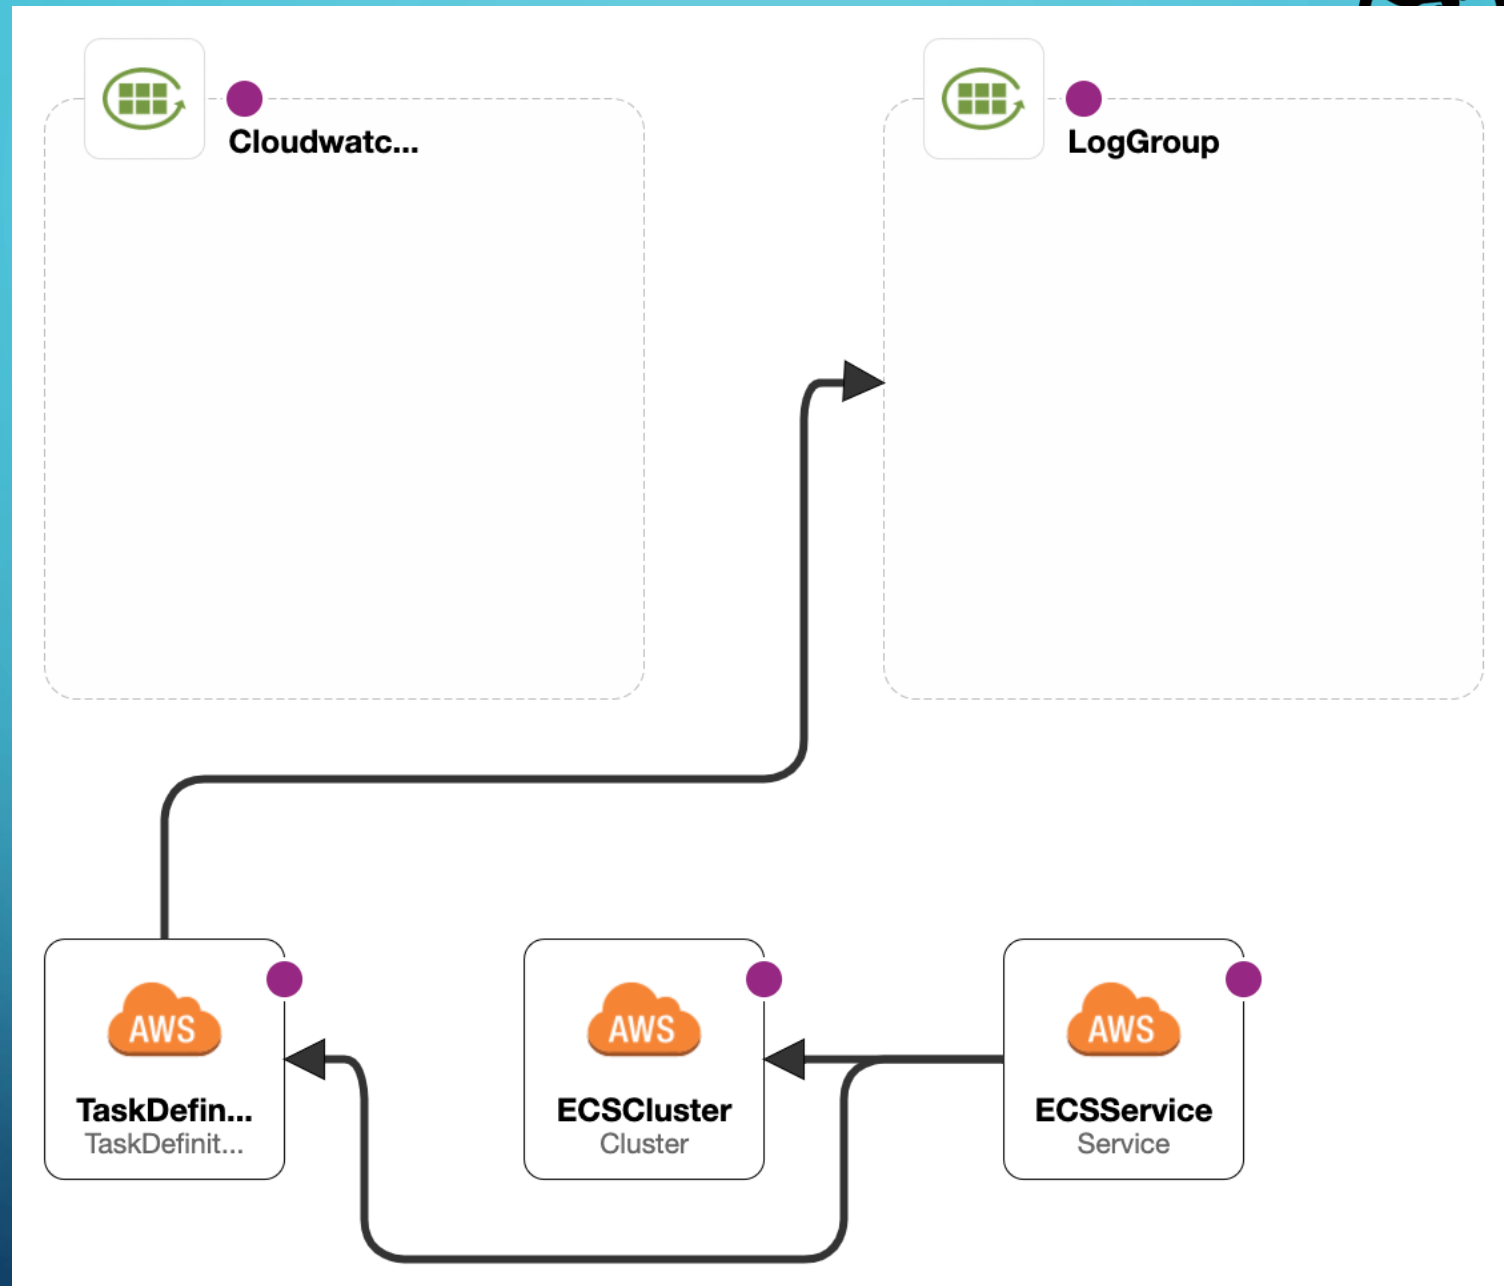 Cloudwatc...
LogGroup
AWS
TaskDefin...
TaskDefinit...
AWS
ECSCluster
Cluster
AWS
ECSService
Service